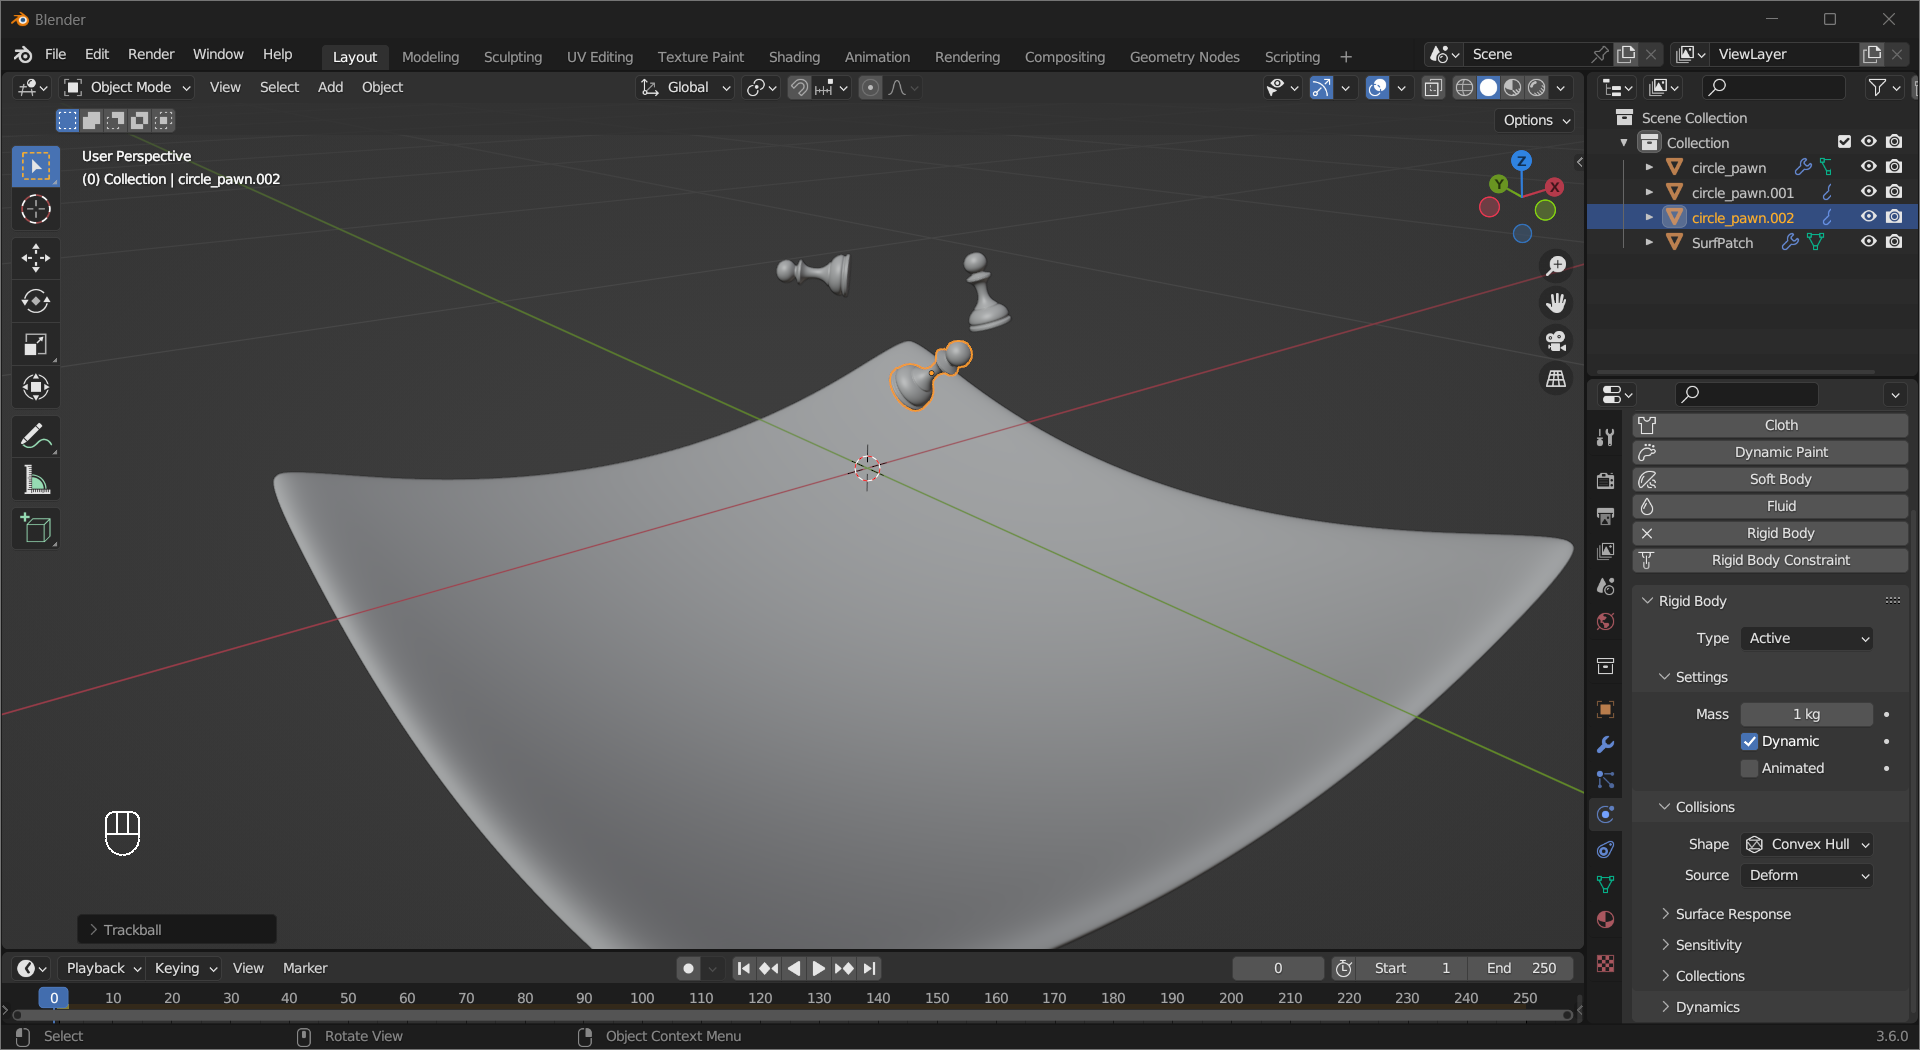 Blender
File Edit Render Window Help Layout Modeling Sculpting UV Editing Texture Paint Shading Animation Rendering Compositing Geometry Nodes Scripting + Scene ViewLayer
Object Mode View Select Add Object Global
Options
User Perspective
(0) Collection | circle_pawn.002
Z
Y
X
Scene Collection
Collection
circle_pawn
circle_pawn.001
circle_pawn.002
SurfPatch
Cloth
Dynamic Paint
Soft Body
Fluid
Rigid Body
Rigid Body Constraint
Rigid Body
Type Active
Settings
Mass 1 kg
Dynamic
Animated
Collisions
Shape Convex Hull
Source Deform
Surface Response
Sensitivity
Collections
Dynamics
Trackball
Playback Keying View Marker 0 Start 1 End 250
0 10 20 30 40 50 60 70 80 90 100 110 120 130 140 150 160 170 180 190 200 210 220 230 240 250
Select Rotate View Object Context Menu 3.6.0